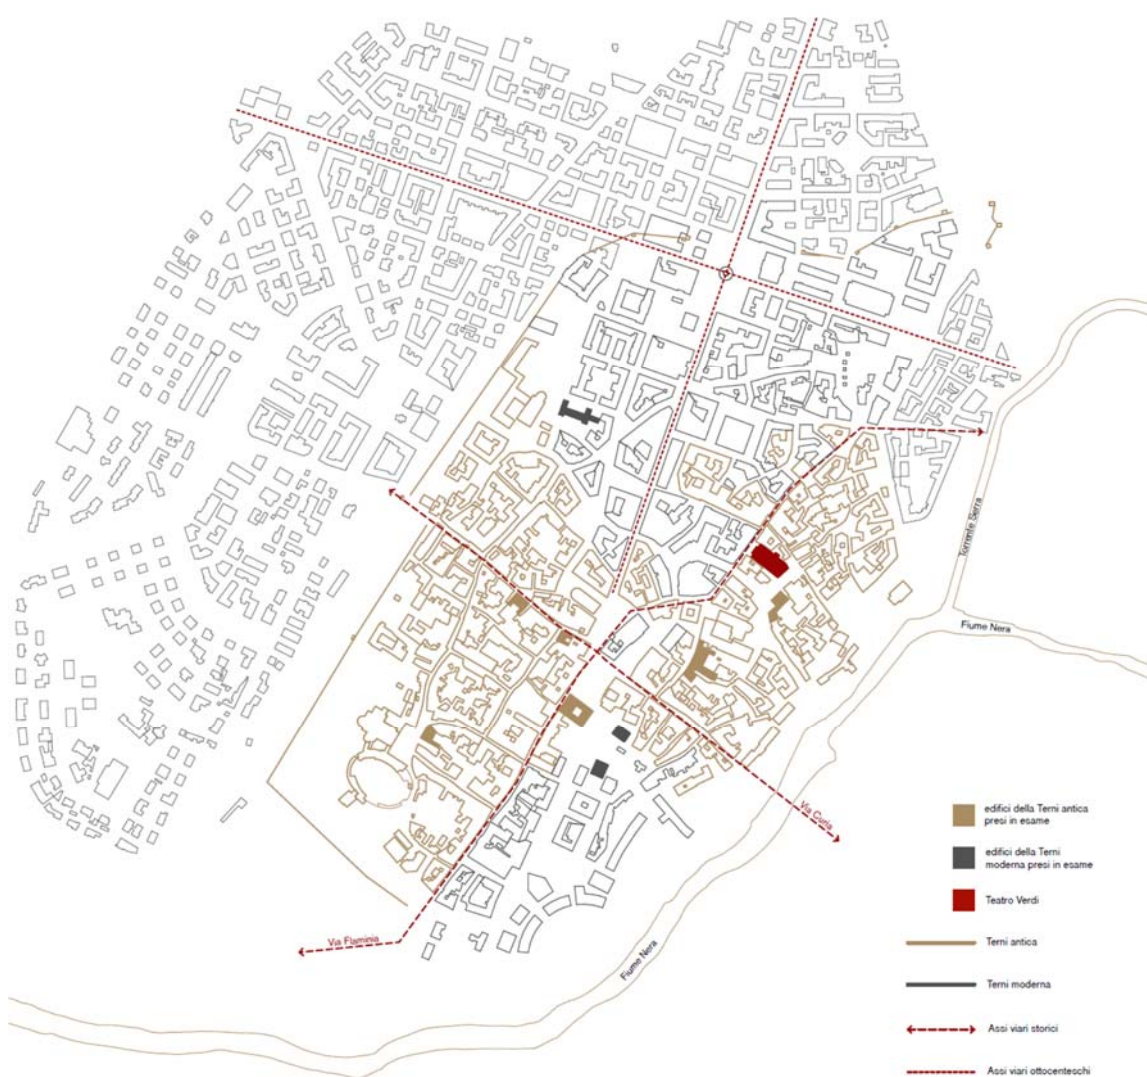 Torrente Serra
Fiume Nera
Via Curia
Via Flaminia
Fiume Nera
edifici della Terni antica
presi in esame
edifici della Terni
moderna presi in esame
Teatro Verdi
Terni antica
Terni moderna
Assi viari storici
Assi viari ottocenteschi